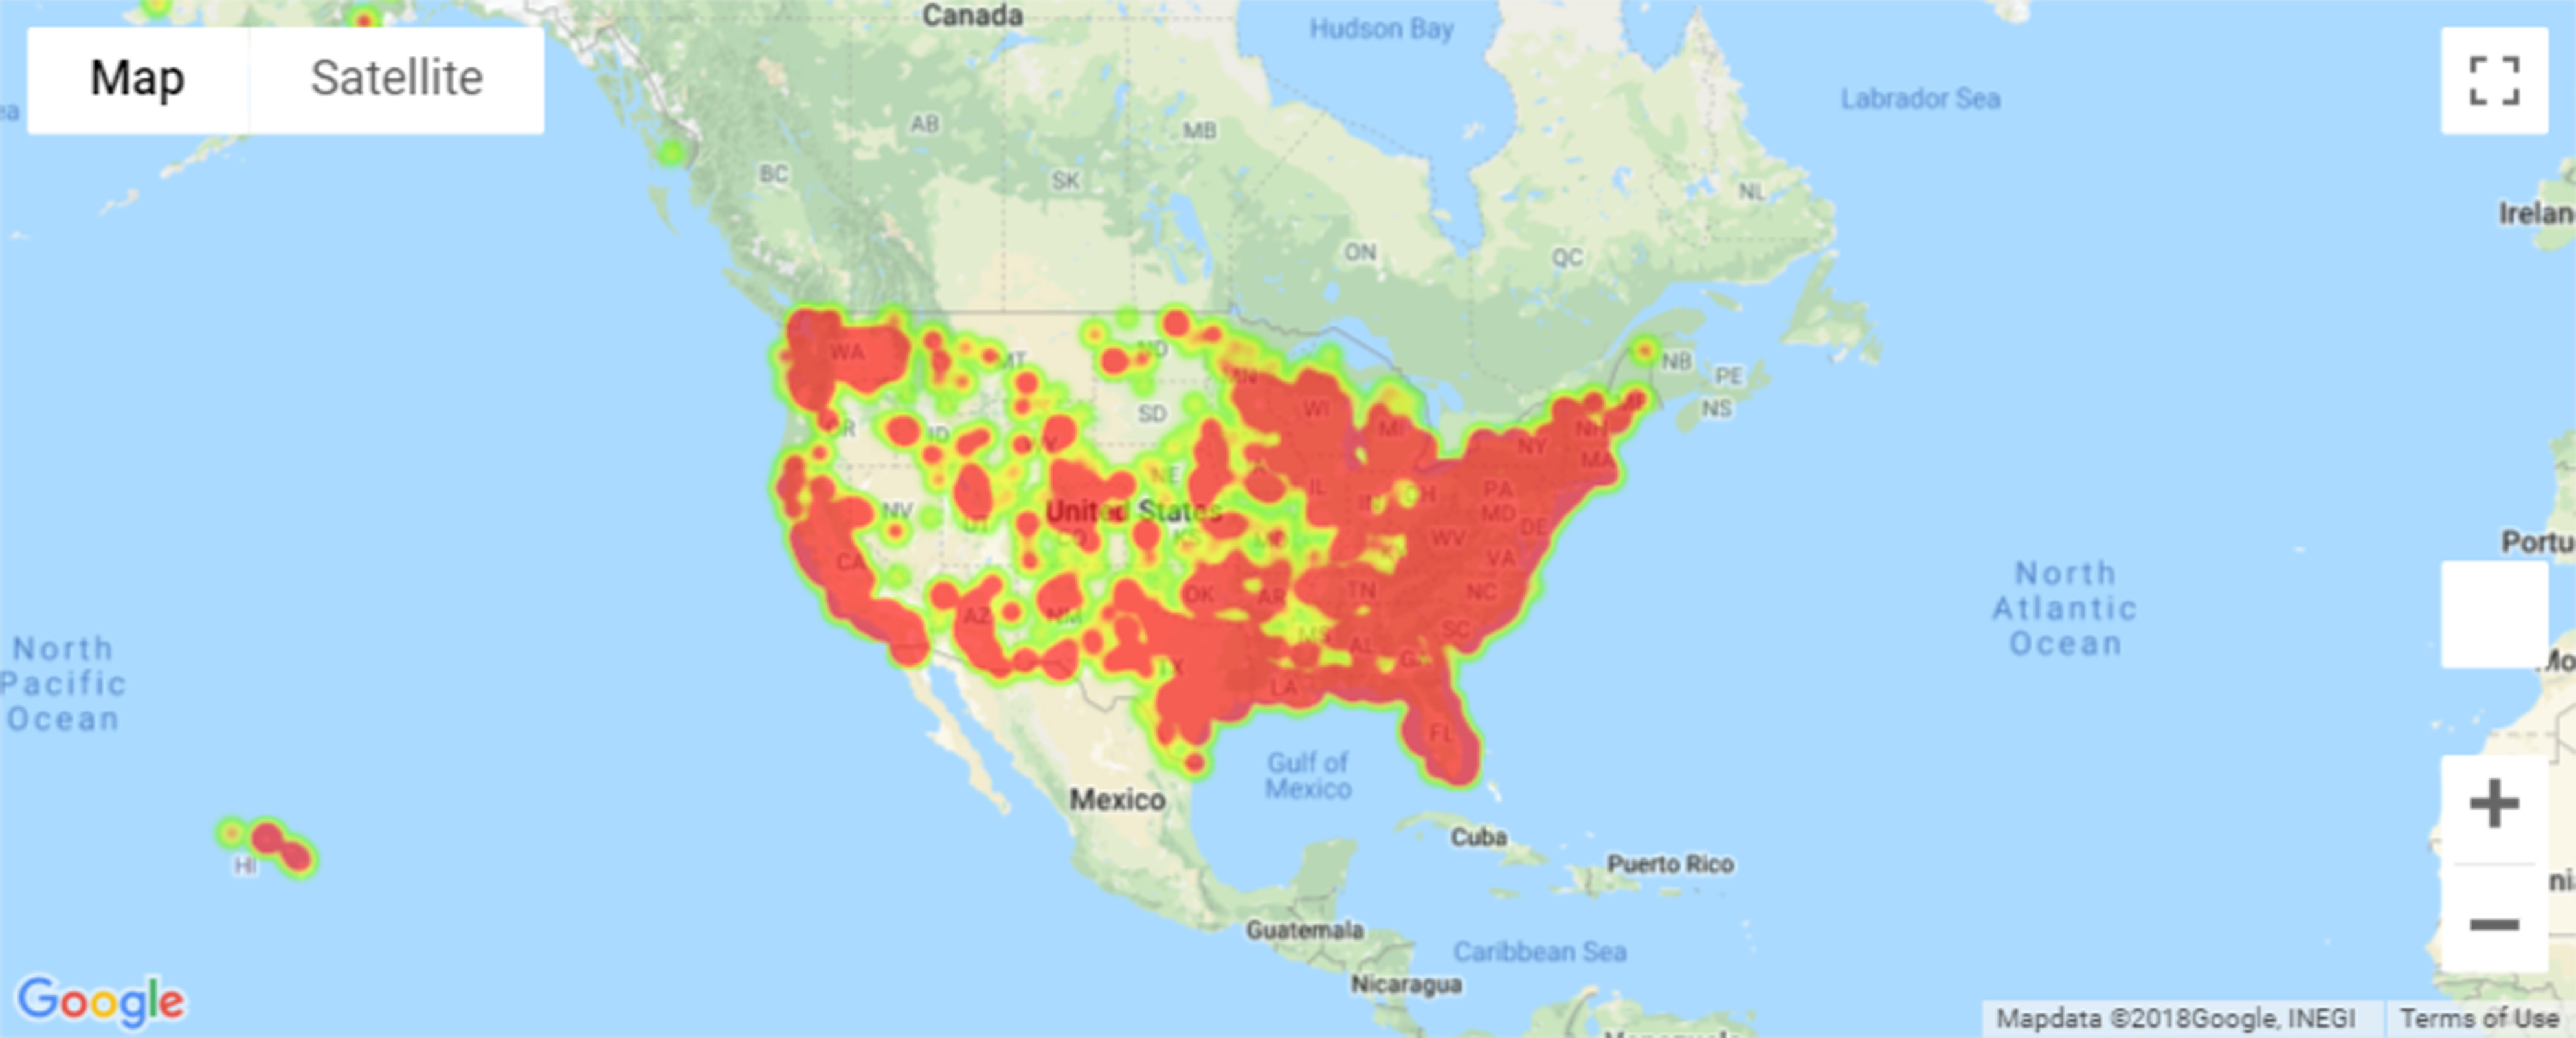 Canada
Hudson Bay
Map
Satellite
Labrador Sea
AB
MB
BC
SK
NL
Irelan
ON
QC
WA
MT
ND
NB
PE
NS
MN
SD
WI
MI
ME
OR
ID
WY
NY
NH
MA
NE
IL
IN
OH
PA
MD
NV
United States
UT
CO
KS
MO
WV
DE
KY
VA
Portu
CA
OK
AR
TN
NC
AZ
NM
MS
AL
SC
GA
TX
LA
FL
North
Pacific
Ocean
North
Atlantic
Ocean
Gulf of
Mexico
Mexico
Cuba
Puerto Rico
HI
Guatemala
Caribbean Sea
Nicaragua
Google
Mapdata ©2018Google, INEGI
Terms of Use